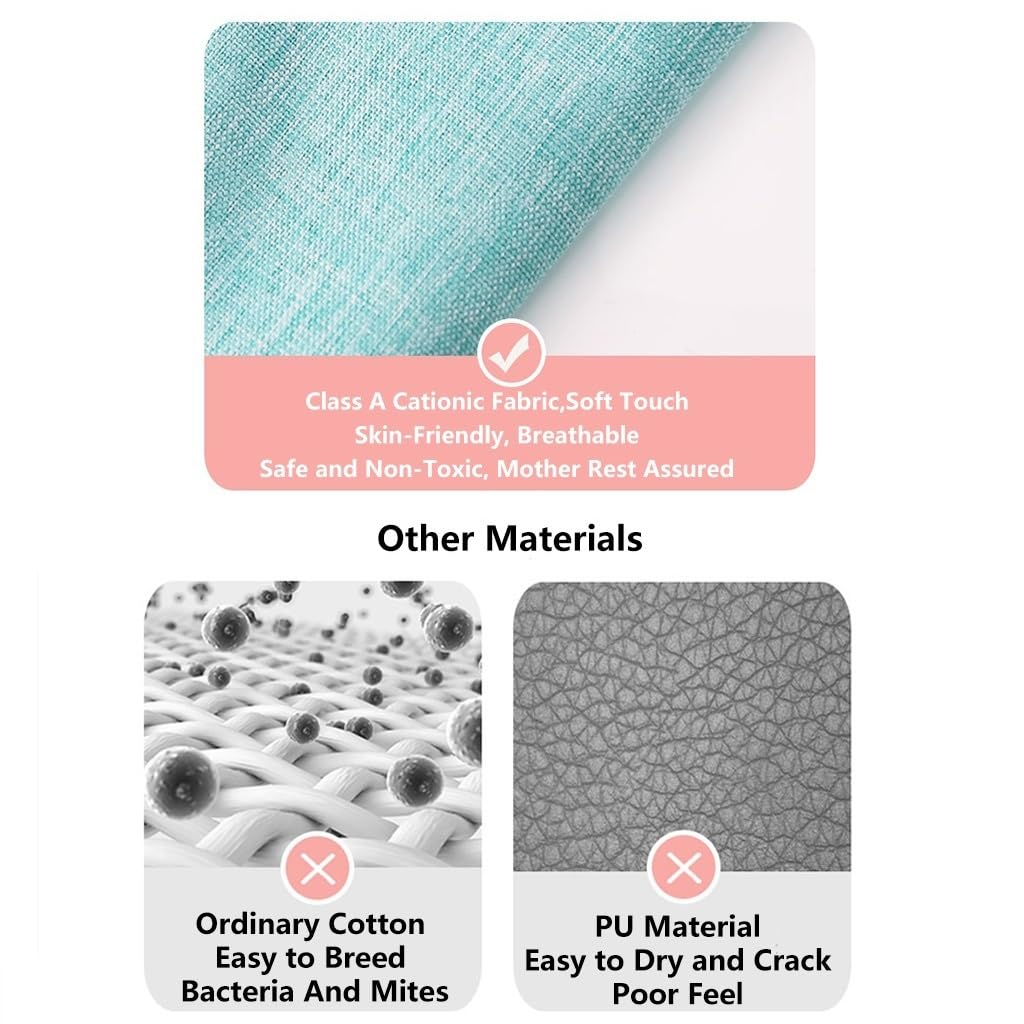 Class A Cationic Fabric,Soft Touch
Skin-Friendly, Breathable
Safe and Non-Toxic, Mother Rest Assured
Other Materials
Ordinary Cotton
Easy to Breed
Bacteria And Mites
PU Material
Easy to Dry and Crack
Poor Feel